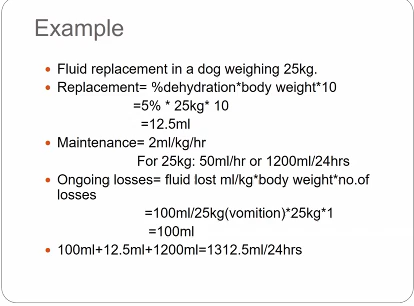 Example
Fluid replacement in a dog weighing 25kg.
Replacement= %dehydration*body weight*10
=5% * 25kg* 10
=12.5ml
Maintenance= 2ml/kg/hr
For 25kg: 50ml/hr or 1200ml/24hrs
Ongoing losses= fluid lost ml/kg*body weight*no.of
losses
=100ml/25kg(vomition)*25kg*1
=100ml
100ml+12.5ml+1200ml=1312.5ml/24hrs